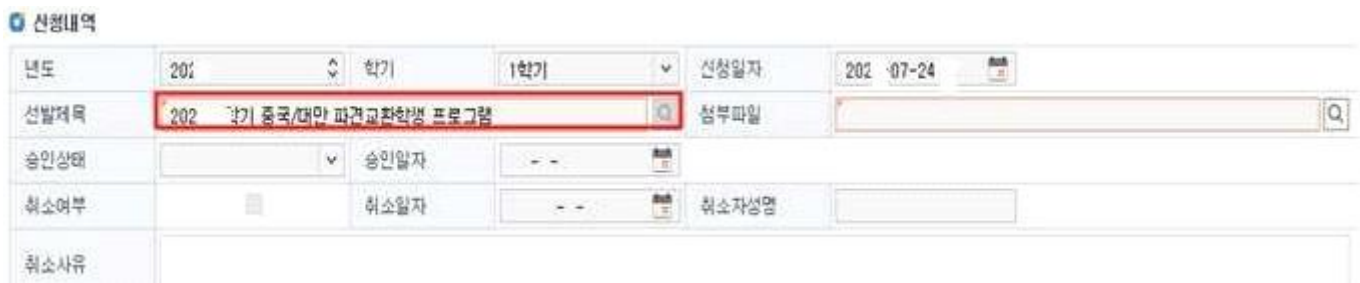 신청내역
년도 202 학기 1학기 신청일자 202 -07-24
선발제목 202 학기 중국/대만 파견교환학생 프로그램 첨부파일
승인상태 승인일자 - -
취소여부 취소일자 - - 취소자성명
취소사유